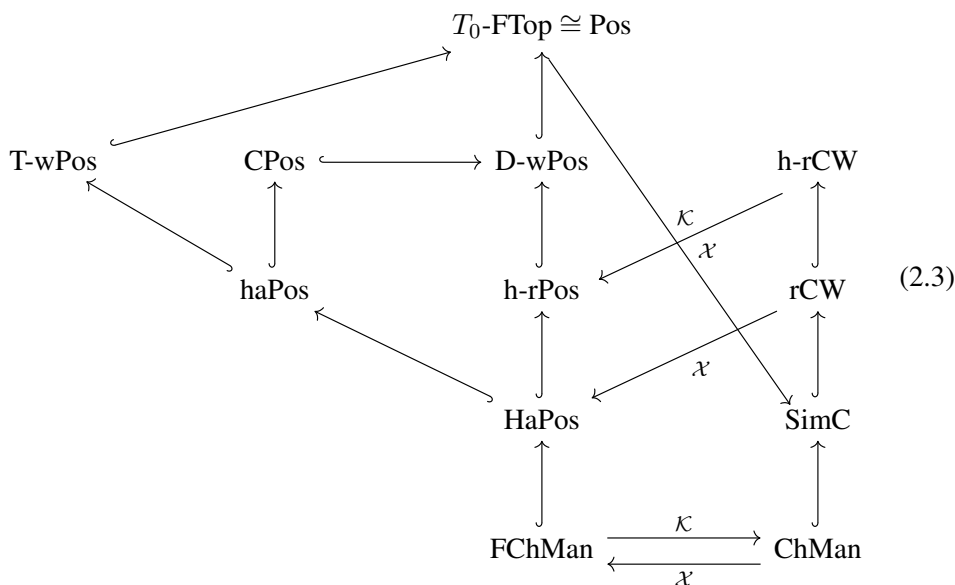 T₀-FTop ≅ Pos
T-wPos CPos D-wPos h-rCW
𝒦
𝒳
haPos h-rPos rCW (2.3)
𝒳
HaPos SimC
𝒦
FChMan ChMan
𝒳